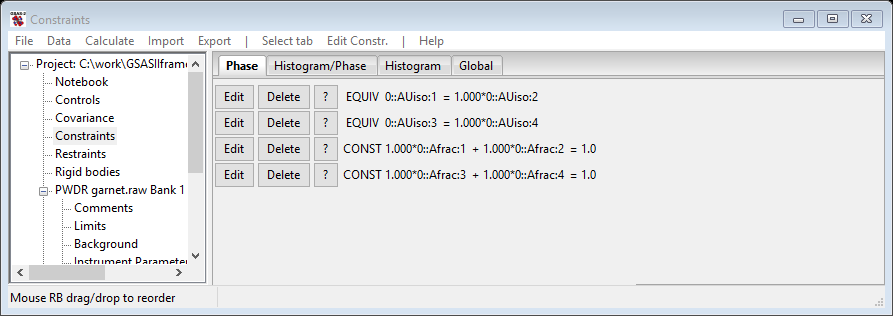 Constraints
File Data Calculate Import Export | Select tab Edit Constr. | Help
Project: C:\work\GSASIIframe
Notebook
Controls
Covariance
Constraints
Restraints
Rigid bodies
PWDR garnet.raw Bank 1
Comments
Limits
Background
Instrument Parameter
Phase Histogram/Phase Histogram Global
Edit Delete ? EQUIV 0::AUiso:1 = 1.000*0::AUiso:2
Edit Delete ? EQUIV 0::AUiso:3 = 1.000*0::AUiso:4
Edit Delete ? CONST 1.000*0::Afrac:1 + 1.000*0::Afrac:2 = 1.0
Edit Delete ? CONST 1.000*0::Afrac:3 + 1.000*0::Afrac:4 = 1.0
Mouse RB drag/drop to reorder